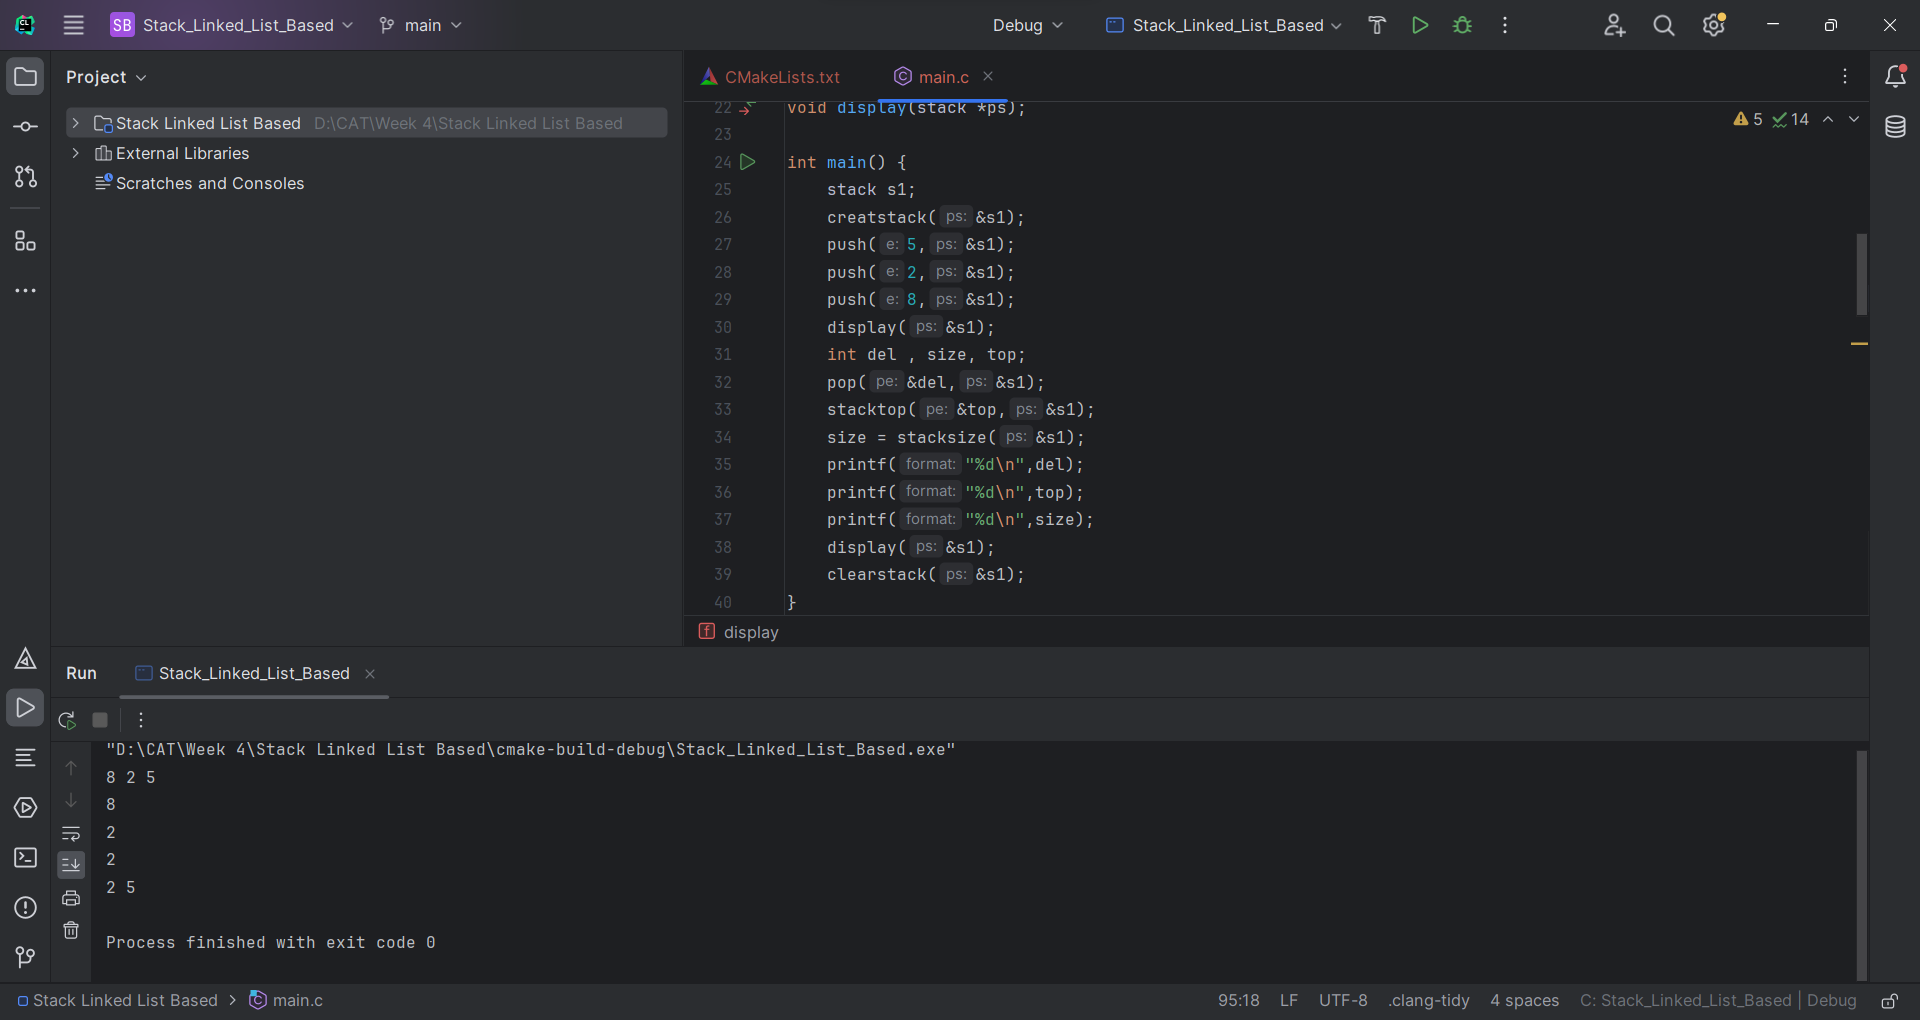 SB Stack_Linked_List_Based main Debug Stack_Linked_List_Based
Project
Stack Linked List Based D:\CAT\Week 4\Stack Linked List Based
External Libraries
Scratches and Consoles
CMakeLists.txt main.c
5 14
22 void display(stack *ps);
23
24 int main() {
25 stack s1;
26 creatstack( ps: &s1);
27 push( e: 5, ps: &s1);
28 push( e: 2, ps: &s1);
29 push( e: 8, ps: &s1);
30 display( ps: &s1);
31 int del , size, top;
32 pop( pe: &del, ps: &s1);
33 stacktop( pe: &top, ps: &s1);
34 size = stacksize( ps: &s1);
35 printf( format: "%d\n",del);
36 printf( format: "%d\n",top);
37 printf( format: "%d\n",size);
38 display( ps: &s1);
39 clearstack( ps: &s1);
40 }
f display
Run Stack_Linked_List_Based
"D:\CAT\Week 4\Stack Linked List Based\cmake-build-debug\Stack_Linked_List_Based.exe"
8 2 5
8
2
2
2 5
Process finished with exit code 0
Stack Linked List Based > main.c 95:18 LF UTF-8 .clang-tidy 4 spaces C: Stack_Linked_List_Based | Debug